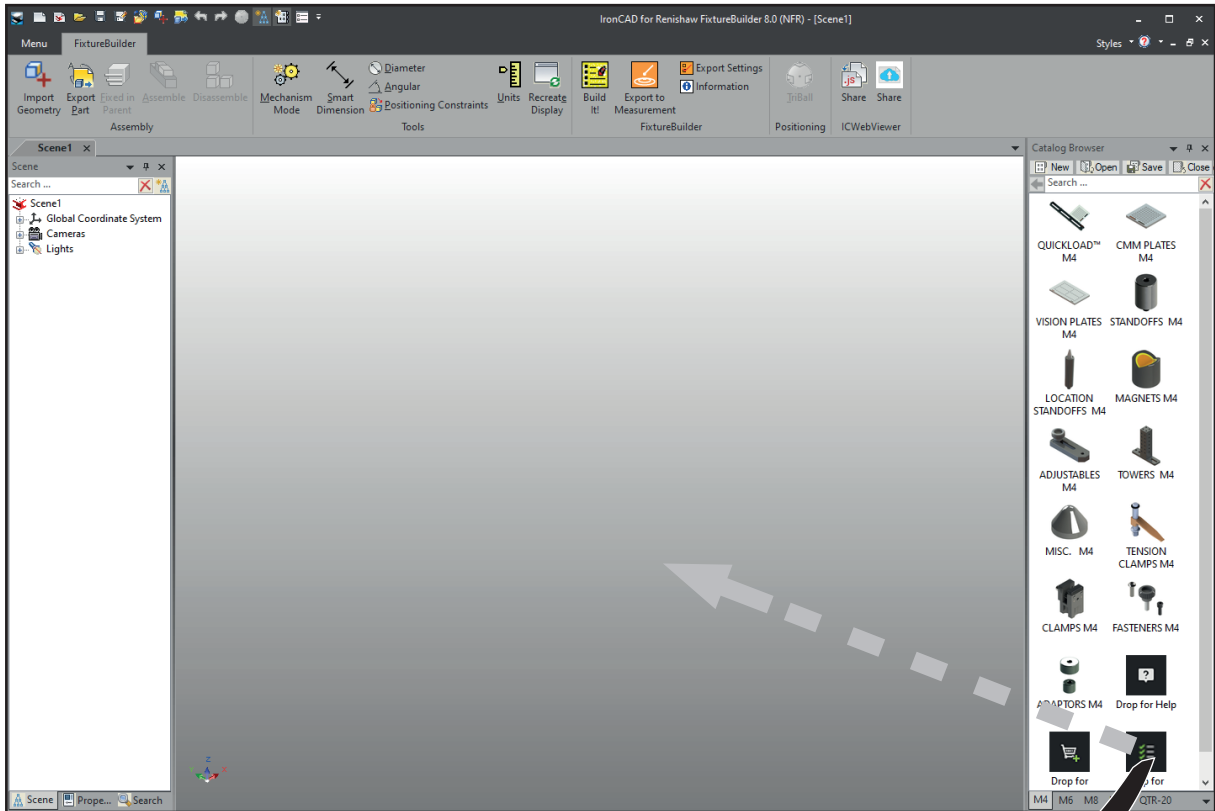 IronCAD for Renishaw FixtureBuilder 8.0 (NFR) - [Scene1]
Menu FixtureBuilder Styles
Import Geometry
Export Part
Fixed in Parent
Assemble
Disassemble
Assembly
Mechanism Mode
Smart Dimension
Diameter
Angular
Positioning Constraints
Units
Recreate Display
Tools
Build It!
Export to Measurement
Export Settings
Information
FixtureBuilder
TriBall
Positioning
.js
Share
Share
ICWebViewer
Scene1
Scene
Search ...
Scene1
Global Coordinate System
Cameras
Lights
Z
Scene Prope... Search
Catalog Browser
New Open Save Close
Search ...
QUICKLOAD™ M4
CMM PLATES M4
VISION PLATES M4
STANDOFFS M4
LOCATION STANDOFFS M4
MAGNETS M4
ADJUSTABLES M4
TOWERS M4
MISC. M4
TENSION CLAMPS M4
CLAMPS M4
FASTENERS M4
ADAPTORS M4
Drop for Help
Drop for
for
M4 M6 M8 QTR-20